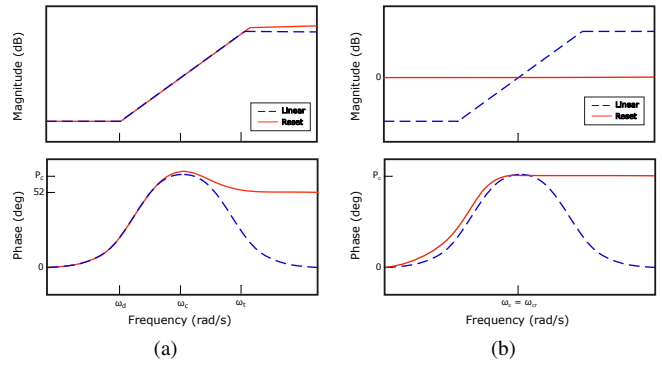 Magnitude (dB)
Linear
Reset
Phase (deg)
P_c
52
0
ω_d
ω_c
ω_t
Frequency (rad/s)
(a)
Magnitude (dB)
0
Linear
Reset
Phase (deg)
P_c
0
ω_c = ω_cr
Frequency (rad/s)
(b)